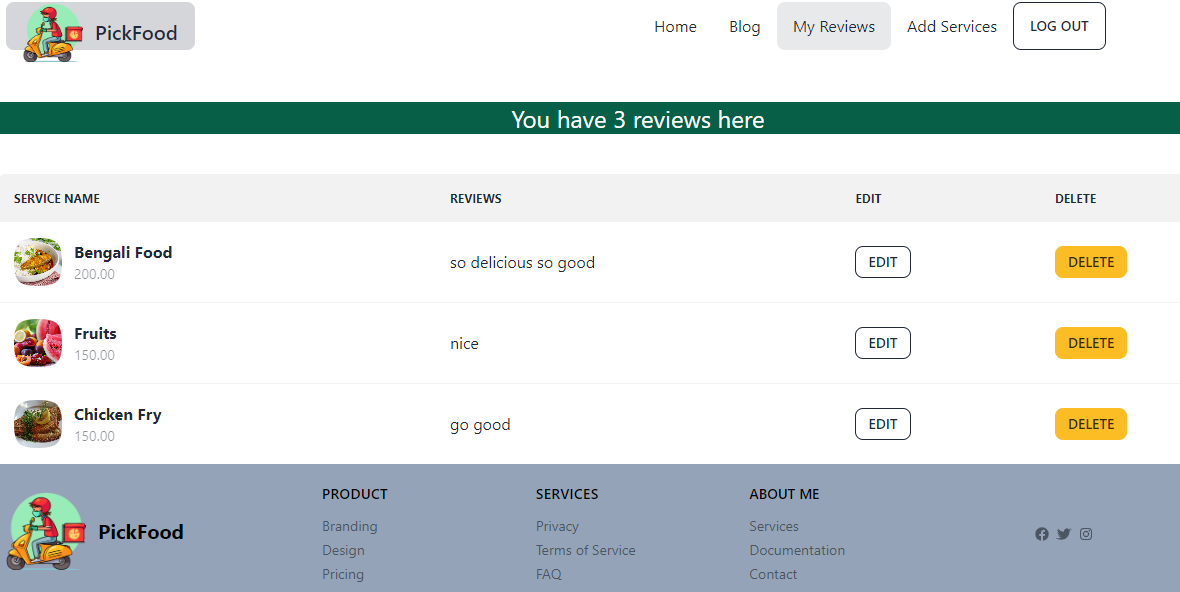 PickFood
Home Blog My Reviews Add Services LOG OUT
You have 3 reviews here
SERVICE NAME REVIEWS EDIT DELETE
Bengali Food
200.00
so delicious so good
EDIT DELETE
Fruits
150.00
nice
EDIT DELETE
Chicken Fry
150.00
go good
EDIT DELETE
PickFood
PRODUCT
Branding
Design
Pricing
SERVICES
Privacy
Terms of Service
FAQ
ABOUT ME
Services
Documentation
Contact